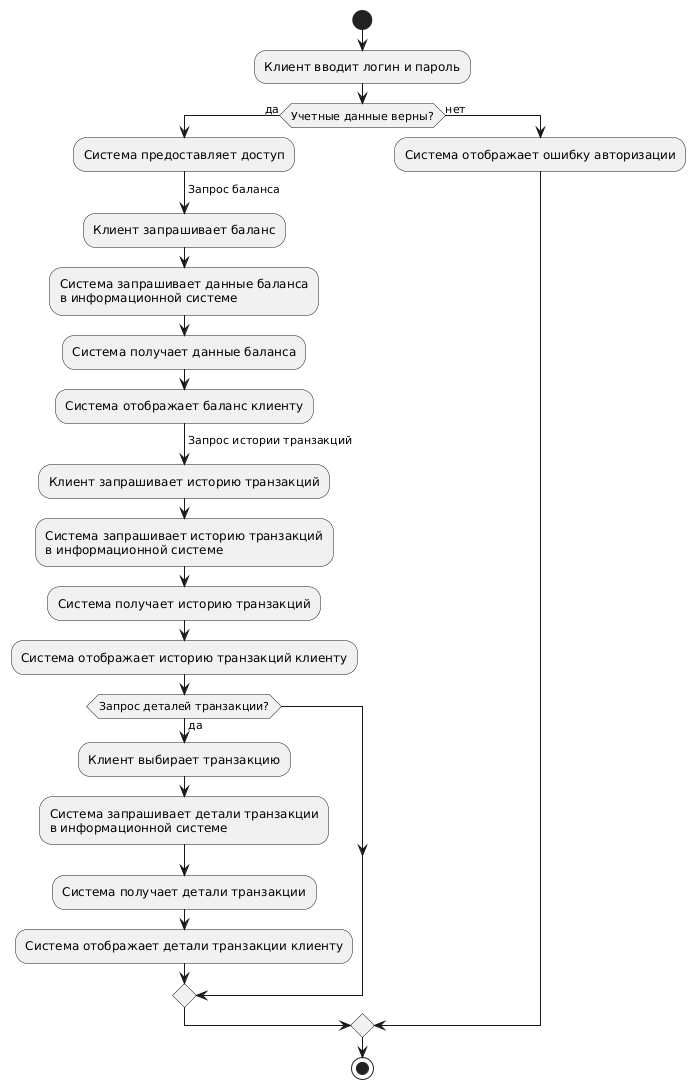 Клиент вводит логин и пароль
да
Учетные данные верны?
нет
Система предоставляет доступ
Система отображает ошибку авторизации
Запрос баланса
Клиент запрашивает баланс
Система запрашивает данные баланса
в информационной системе
Система получает данные баланса
Система отображает баланс клиенту
Запрос истории транзакций
Клиент запрашивает историю транзакций
Система запрашивает историю транзакций
в информационной системе
Система получает историю транзакций
Система отображает историю транзакций клиенту
Запрос деталей транзакции?
да
Клиент выбирает транзакцию
Система запрашивает детали транзакции
в информационной системе
Система получает детали транзакции
Система отображает детали транзакции клиенту